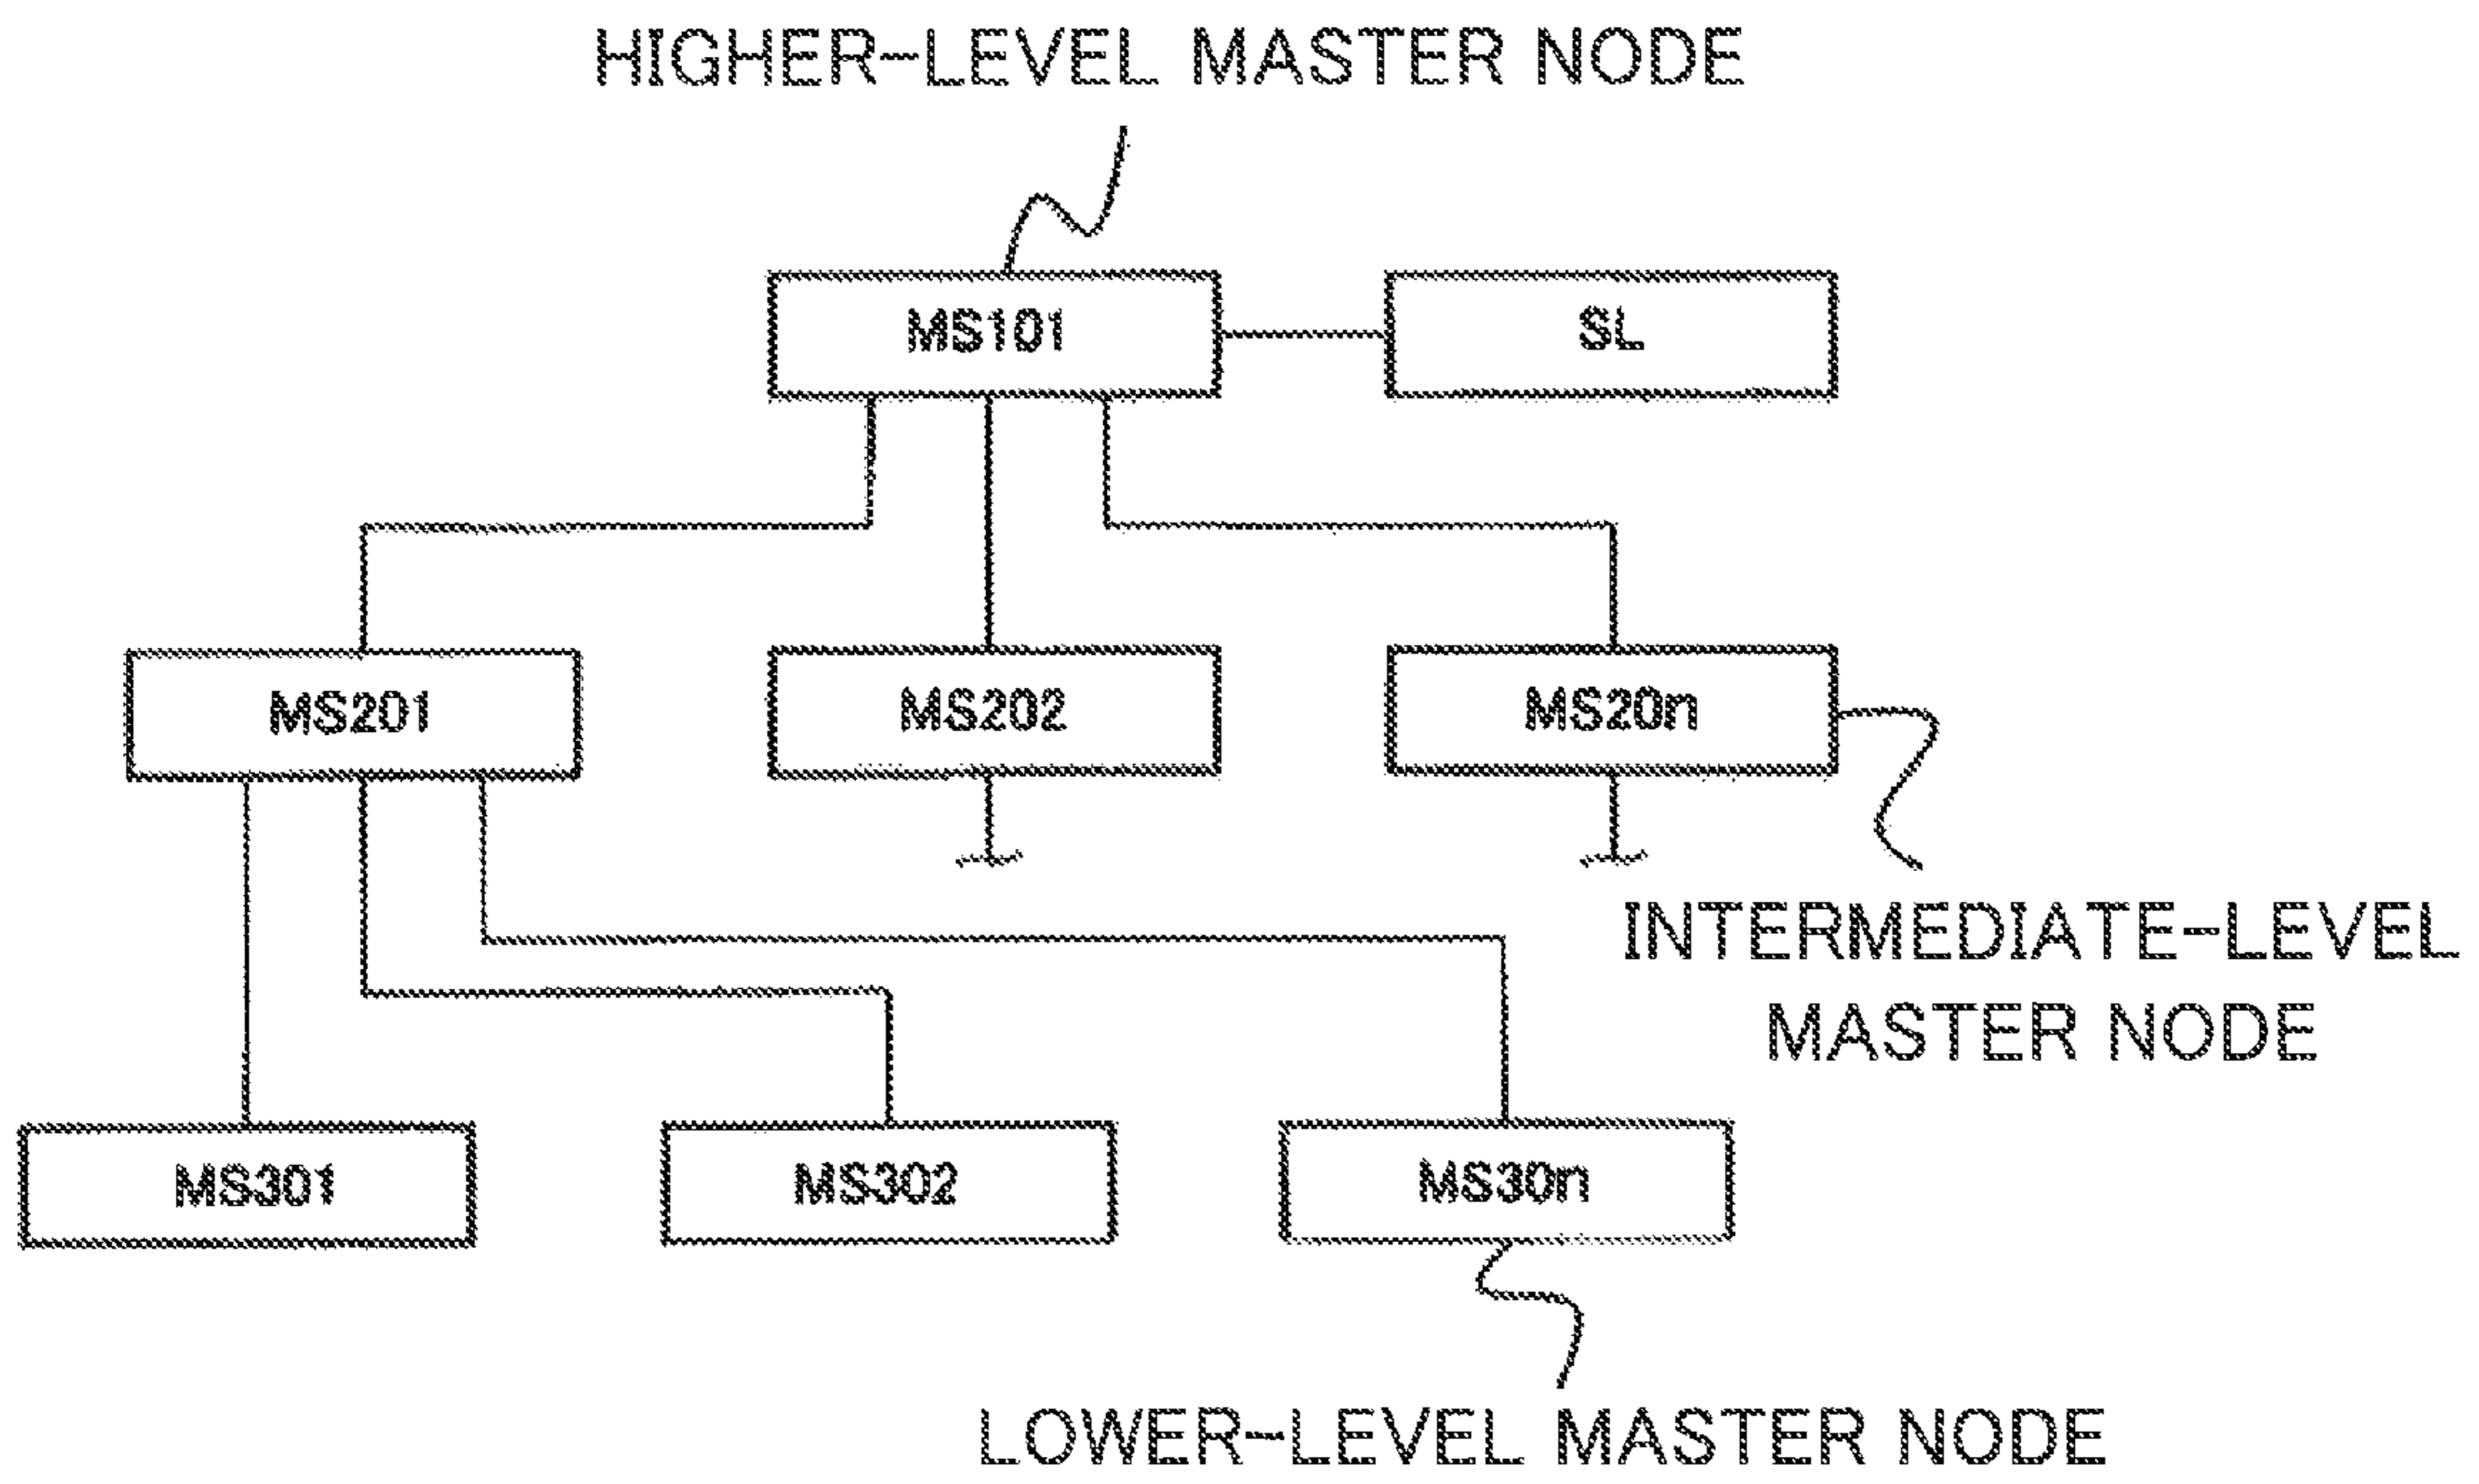 HIGHER-LEVEL MASTER NODE
MS101
SL
MS201
MS202
MS20n
INTERMEDIATE-LEVEL
MASTER NODE
MS301
MS302
MS30n
LOWER-LEVEL MASTER NODE